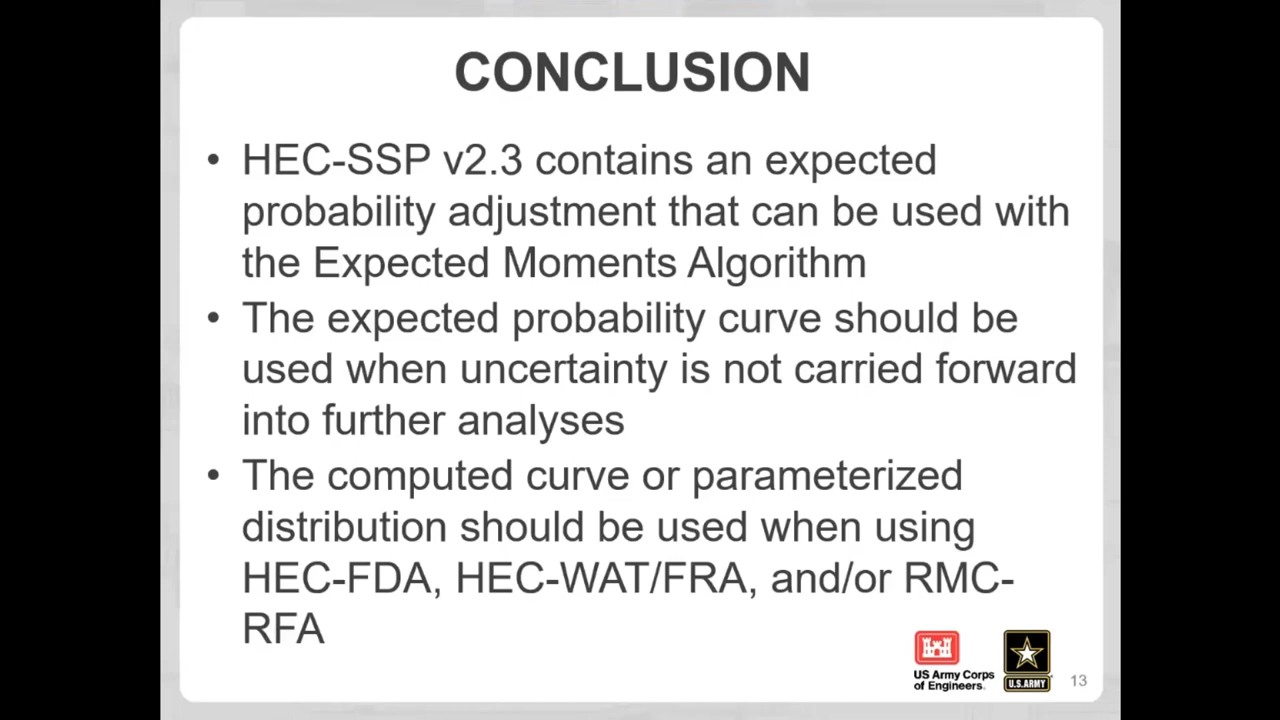 CONCLUSION
• HEC-SSP v2.3 contains an expected
probability adjustment that can be used with
the Expected Moments Algorithm
• The expected probability curve should be
used when uncertainty is not carried forward
into further analyses
• The computed curve or parameterized
distribution should be used when using
HEC-FDA, HEC-WAT/FRA, and/or RMC-
RFA
US Army Corps
of Engineers.
U.S.ARMY
13